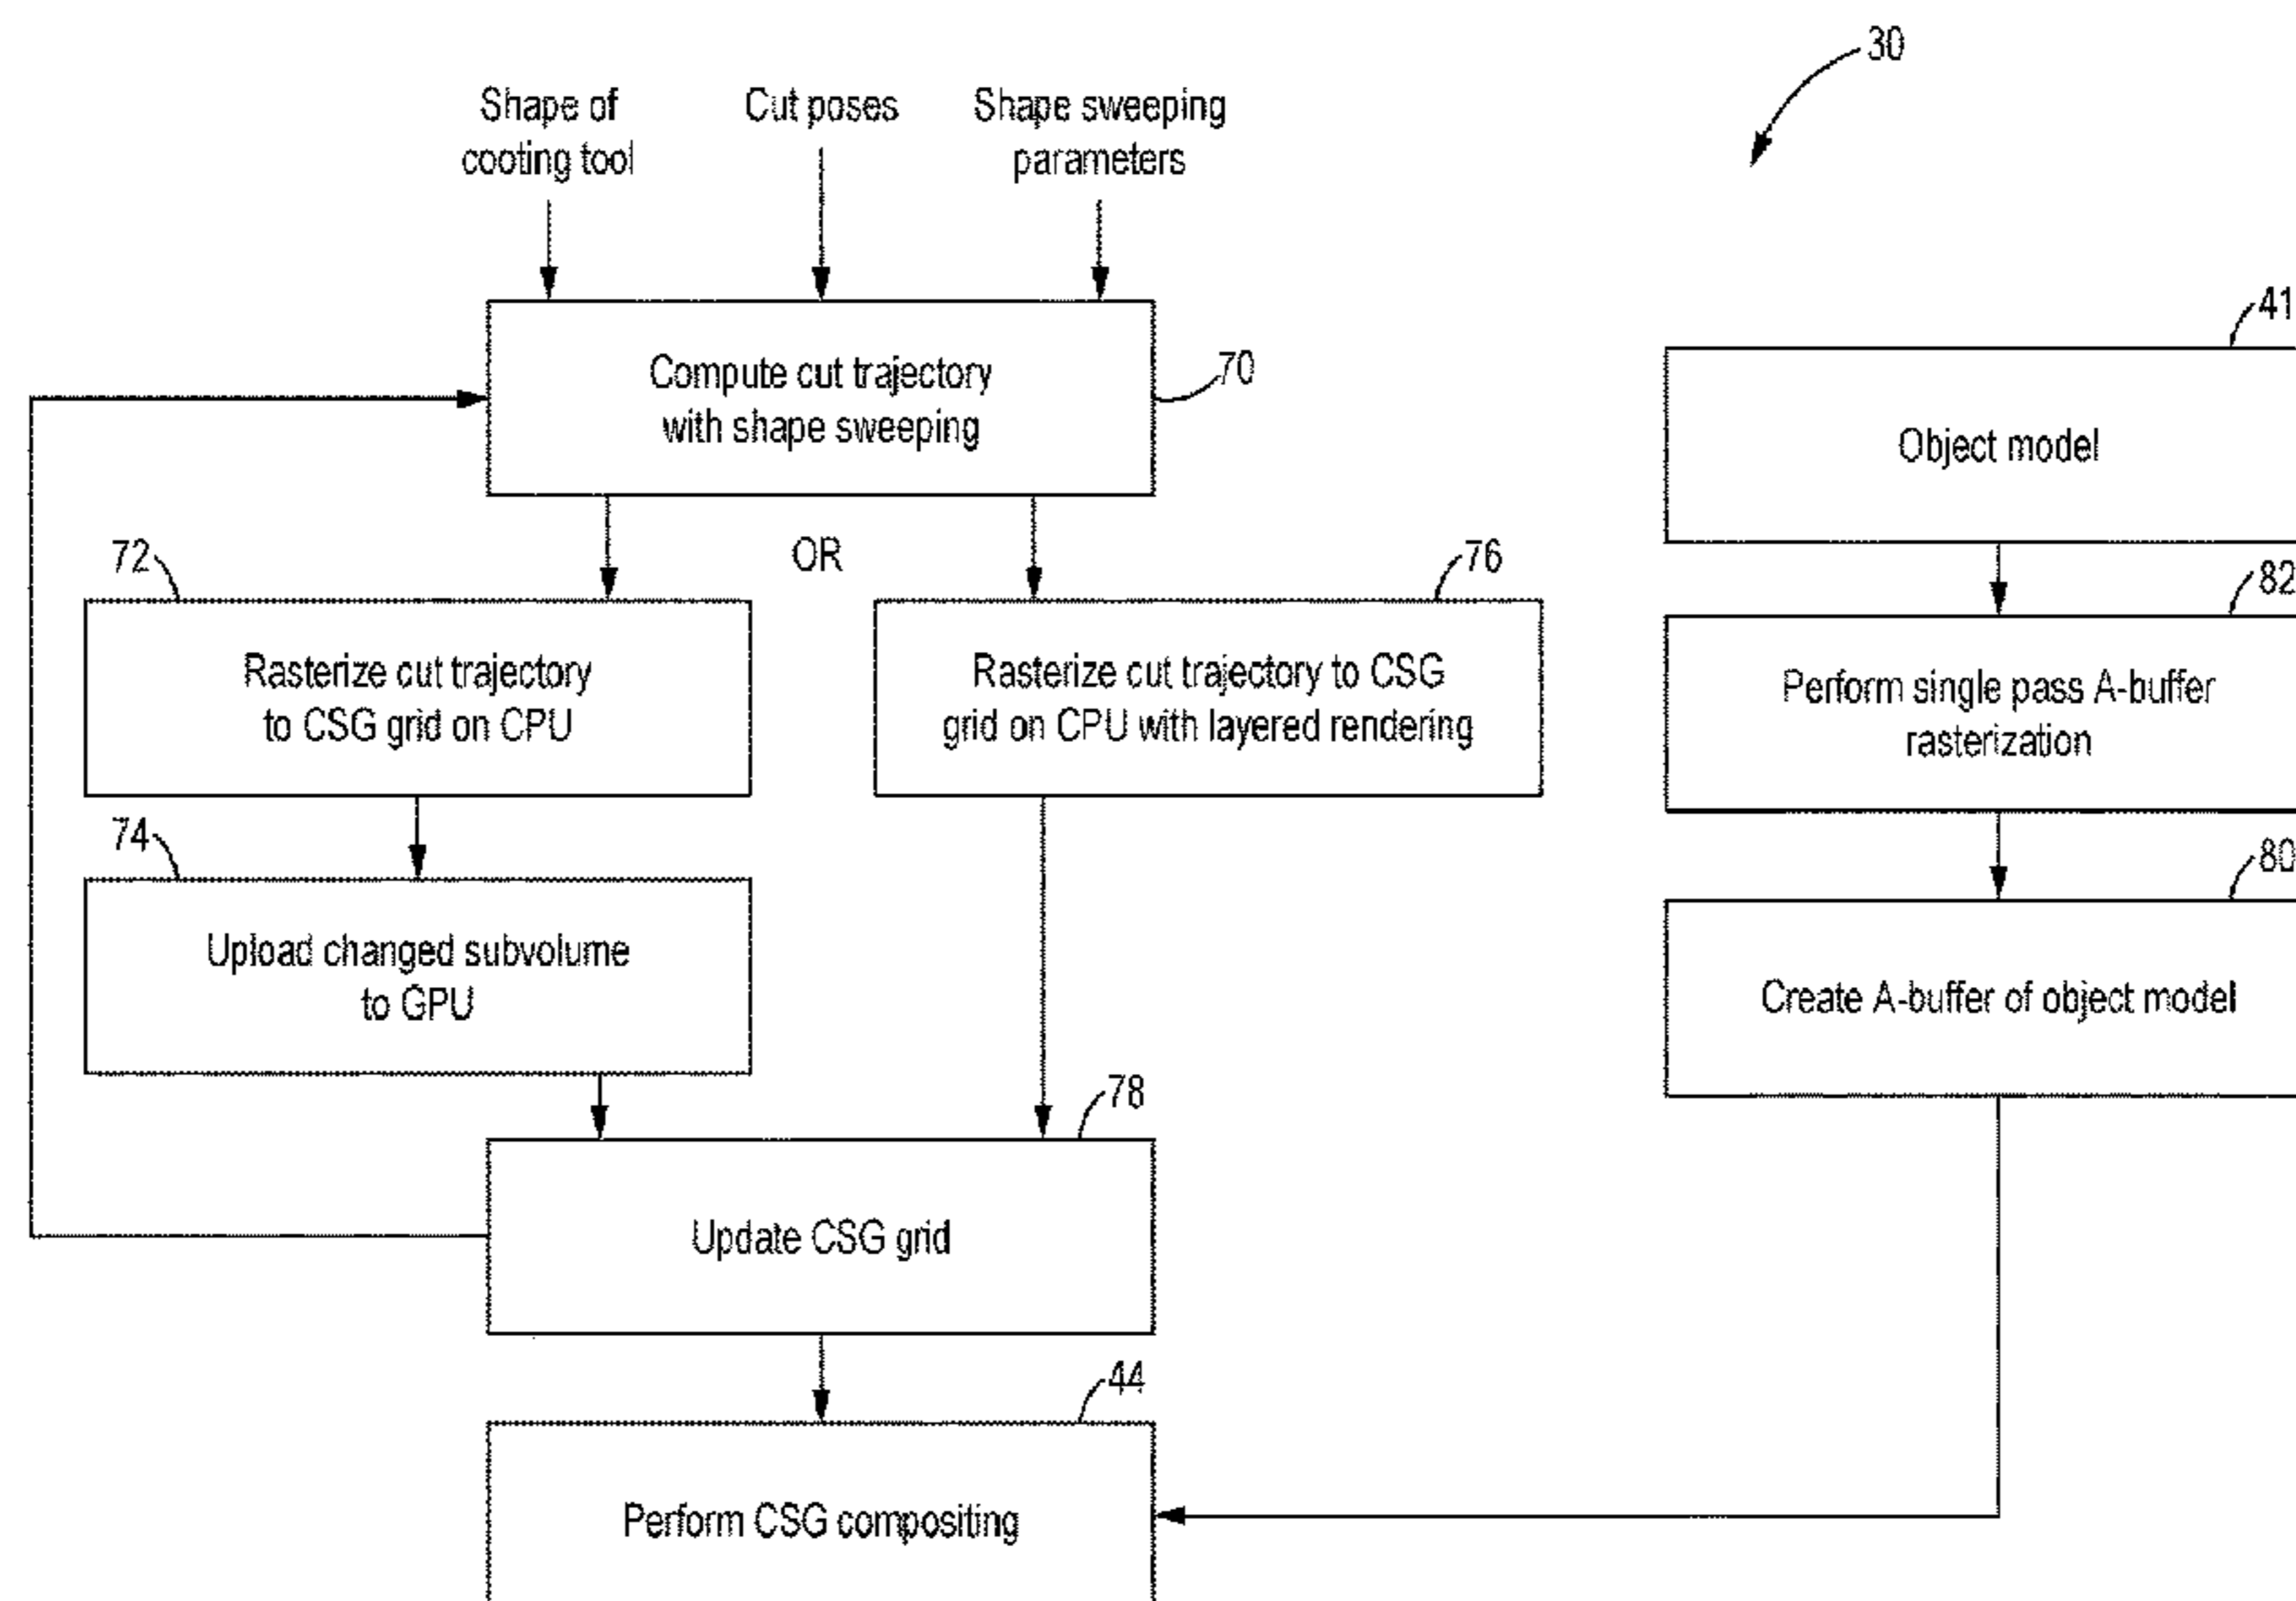 30
Shape of
cooting tool
Cut poses
Shape sweeping
parameters
41
Compute cut trajectory
with shape sweeping
70
Object model
72
OR
76
82
Rasterize cut trajectory
to CSG grid on CPU
Rasterize cut trajectory to CSG
grid on CPU with layered rendering
Perform single pass A-buffer
rasterization
74
80
Upload changed subvolume
to GPU
Create A-buffer of object model
78
Update CSG grid
44
Perform CSG compositing